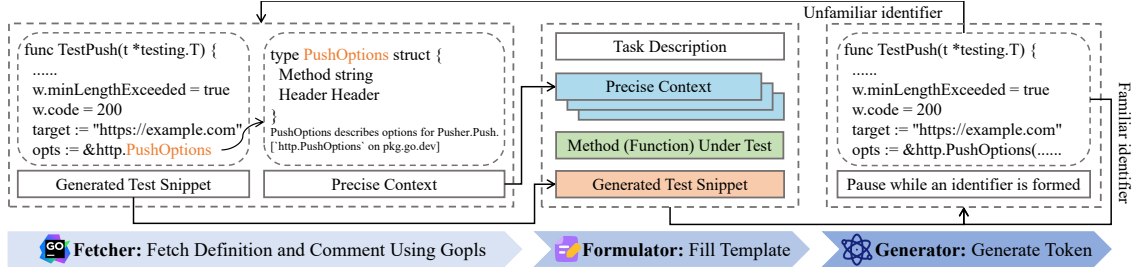 Unfamiliar identifier
func TestPush(t *testing.T) {
......
w.minLengthExceeded = true
w.code = 200
target := "https://example.com"
opts := &http.PushOptions
Generated Test Snippet
type PushOptions struct {
Method string
Header Header
}
PushOptions describes options for Pusher.Push.
[`http.PushOptions` on pkg.go.dev]
Precise Context
Task Description
Precise Context
Method (Function) Under Test
Generated Test Snippet
func TestPush(t *testing.T) {
......
w.minLengthExceeded = true
w.code = 200
target := "https://example.com"
opts := &http.PushOptions(......
Pause while an identifier is formed
Familiar identifier
GO
Fetcher: Fetch Definition and Comment Using Gopls
Formulator: Fill Template
Generator: Generate Token